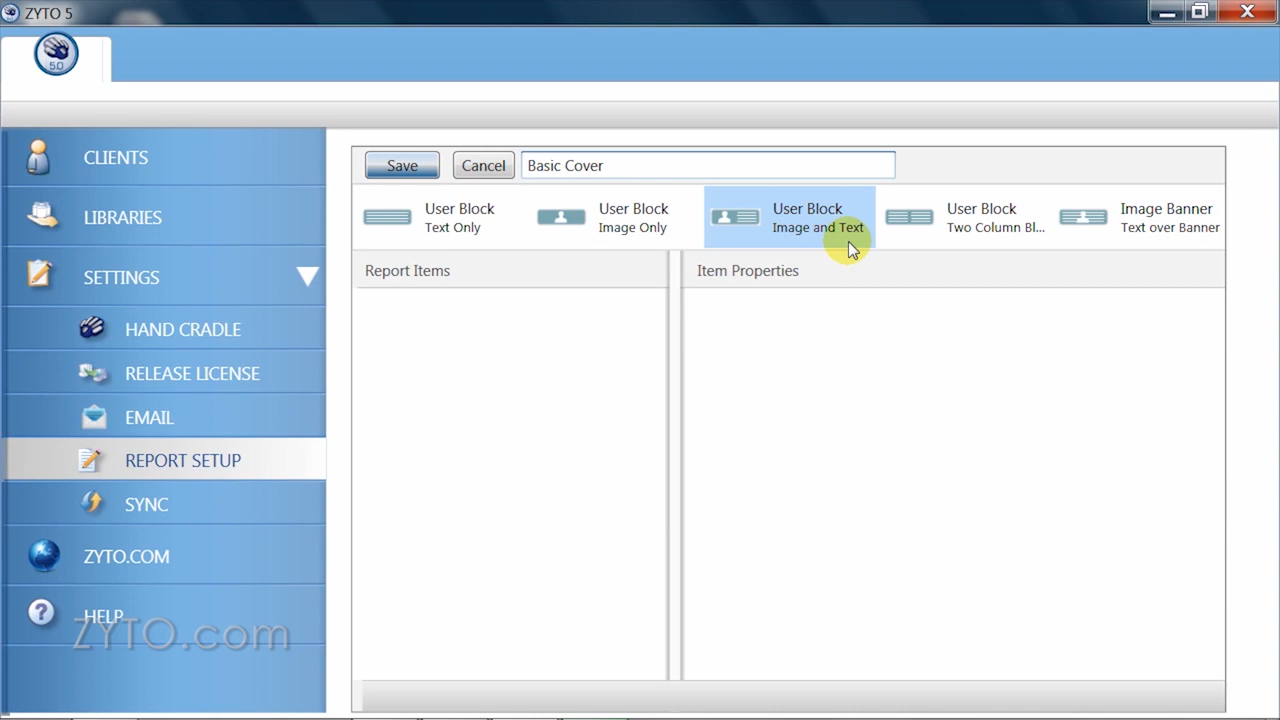 ZYTO 5
5.0
CLIENTS
LIBRARIES
SETTINGS
HAND CRADLE
RELEASE LICENSE
EMAIL
REPORT SETUP
SYNC
ZYTO.COM
HELP
ZYTO.com
Save Cancel Basic Cover
User Block
Text Only
User Block
Image Only
User Block
Image and Text
User Block
Two Column Bl...
Image Banner
Text over Banner
Report Items
Item Properties